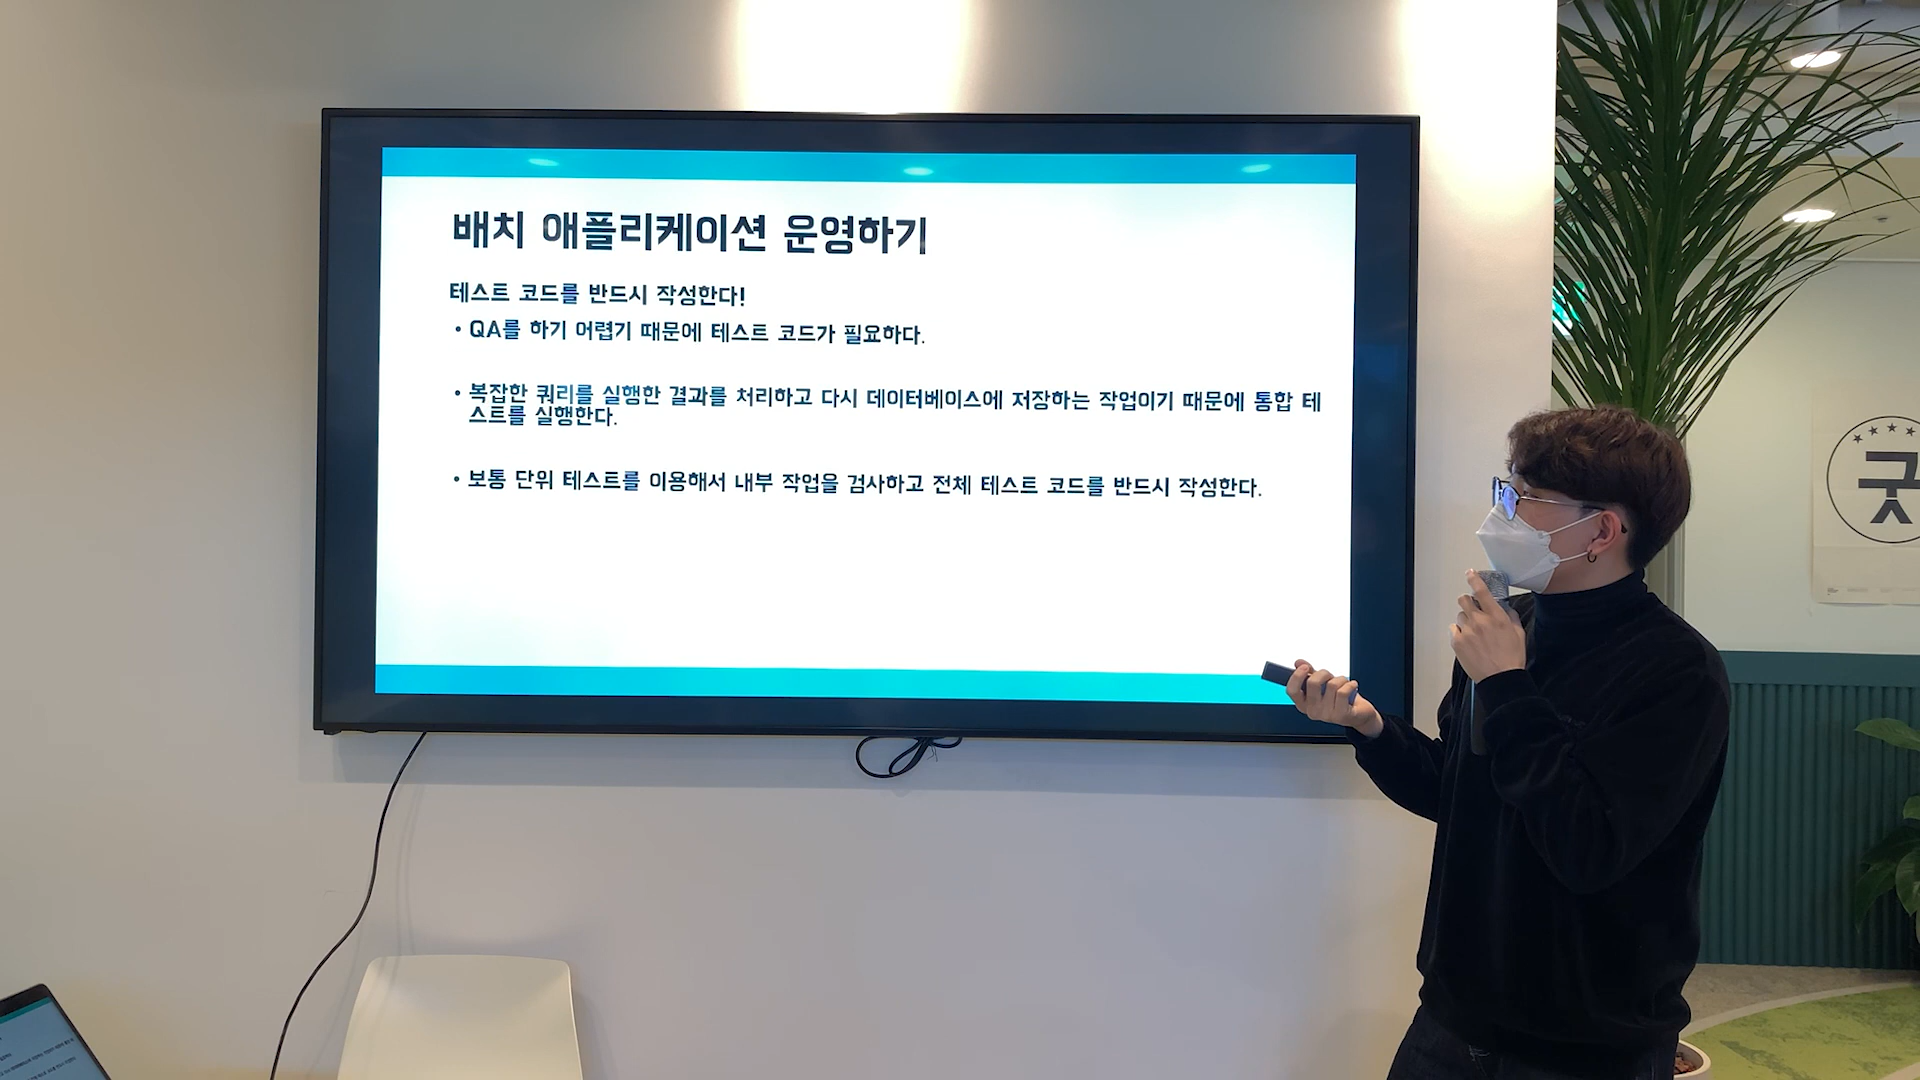 배치 애플리케이션 운영하기
테스트 코드를 반드시 작성한다!
• QA를 하기 어렵기 때문에 테스트 코드가 필요하다.
• 복잡한 쿼리를 실행한 결과를 처리하고 다시 데이터베이스에 저장하는 작업이기 때문에 통합 테
스트를 실행한다.
• 보통 단위 테스트를 이용해서 내부 작업을 검사하고 전체 테스트 코드를 반드시 작성한다.
굿